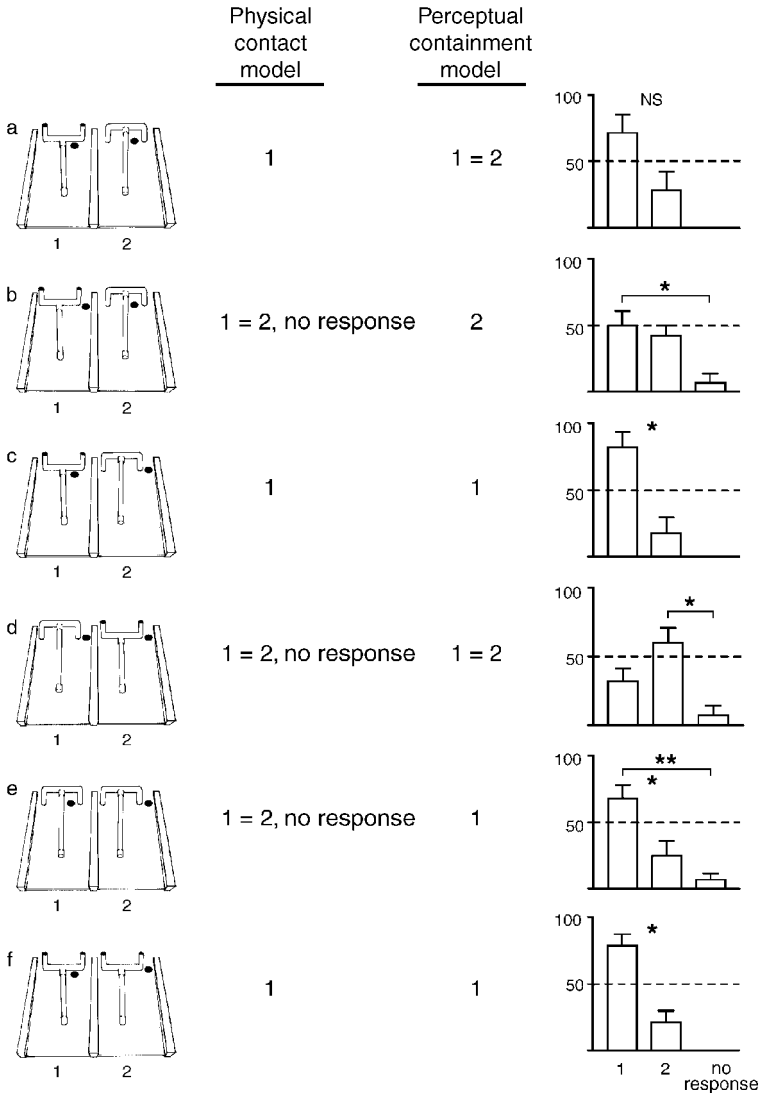 Physical contact model
Perceptual containment model
a
1
2
1
1 = 2
100
50
NS
b
1
2
1 = 2, no response
2
100
50
*
c
1
2
1
1
100
50
*
d
1
2
1 = 2, no response
1 = 2
100
50
*
e
1
2
1 = 2, no response
1
100
50
**
*
f
1
2
1
1
100
50
*
1
2
no response